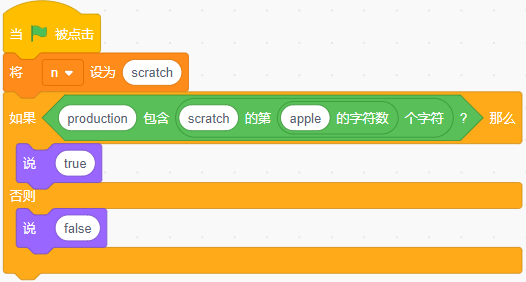 当 被点击
将 n 设为 scratch
如果 production 包含 scratch 的第 apple 的字符数 个字符 ? 那么
说 true
否则
说 false